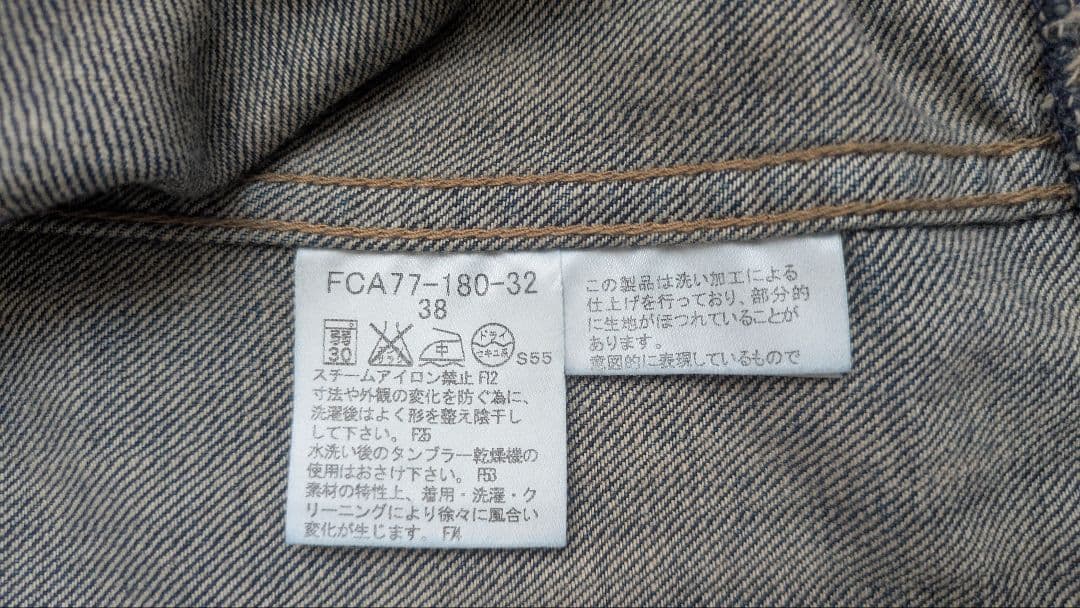 FCA77-180-32
38
弱 30 エンソサラシ 中 ドライ セキユ系 S55
スチームアイロン禁止 F12
寸法や外観の変化を防ぐ為に、
洗濯後はよく形を整え陰干し
して下さい。 F25
水洗い後のタンブラー乾燥機の
使用はおさけ下さい。 F53
素材の特性上、着用・洗濯・ク
リーニングにより徐々に風合い
変化が生じます。 F74
この製品は洗い加工による
仕上げを行っており、部分的
に生地がほつれていることが
あります。
意図的に表現しているもので